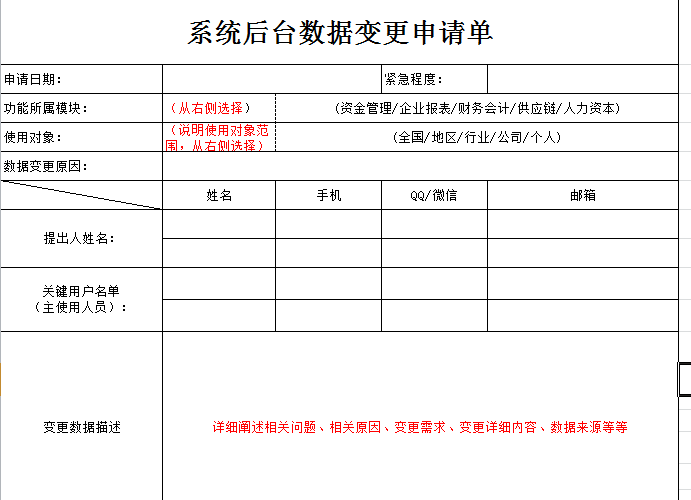 系统后台数据变更申请单
申请日期: 紧急程度:
功能所属模块: (从右侧选择) (资金管理/企业报表/财务会计/供应链/人力资本)
使用对象: (说明使用对象范
围, 从右侧选择) (全国/地区/行业/公司/个人)
数据变更原因:
姓名 手机 QQ/微信 邮箱
提出人姓名:
关键用户名单
(主使用人员):
变更数据描述 详细阐述相关问题、相关原因、变更需求、变更详细内容、数据来源等等